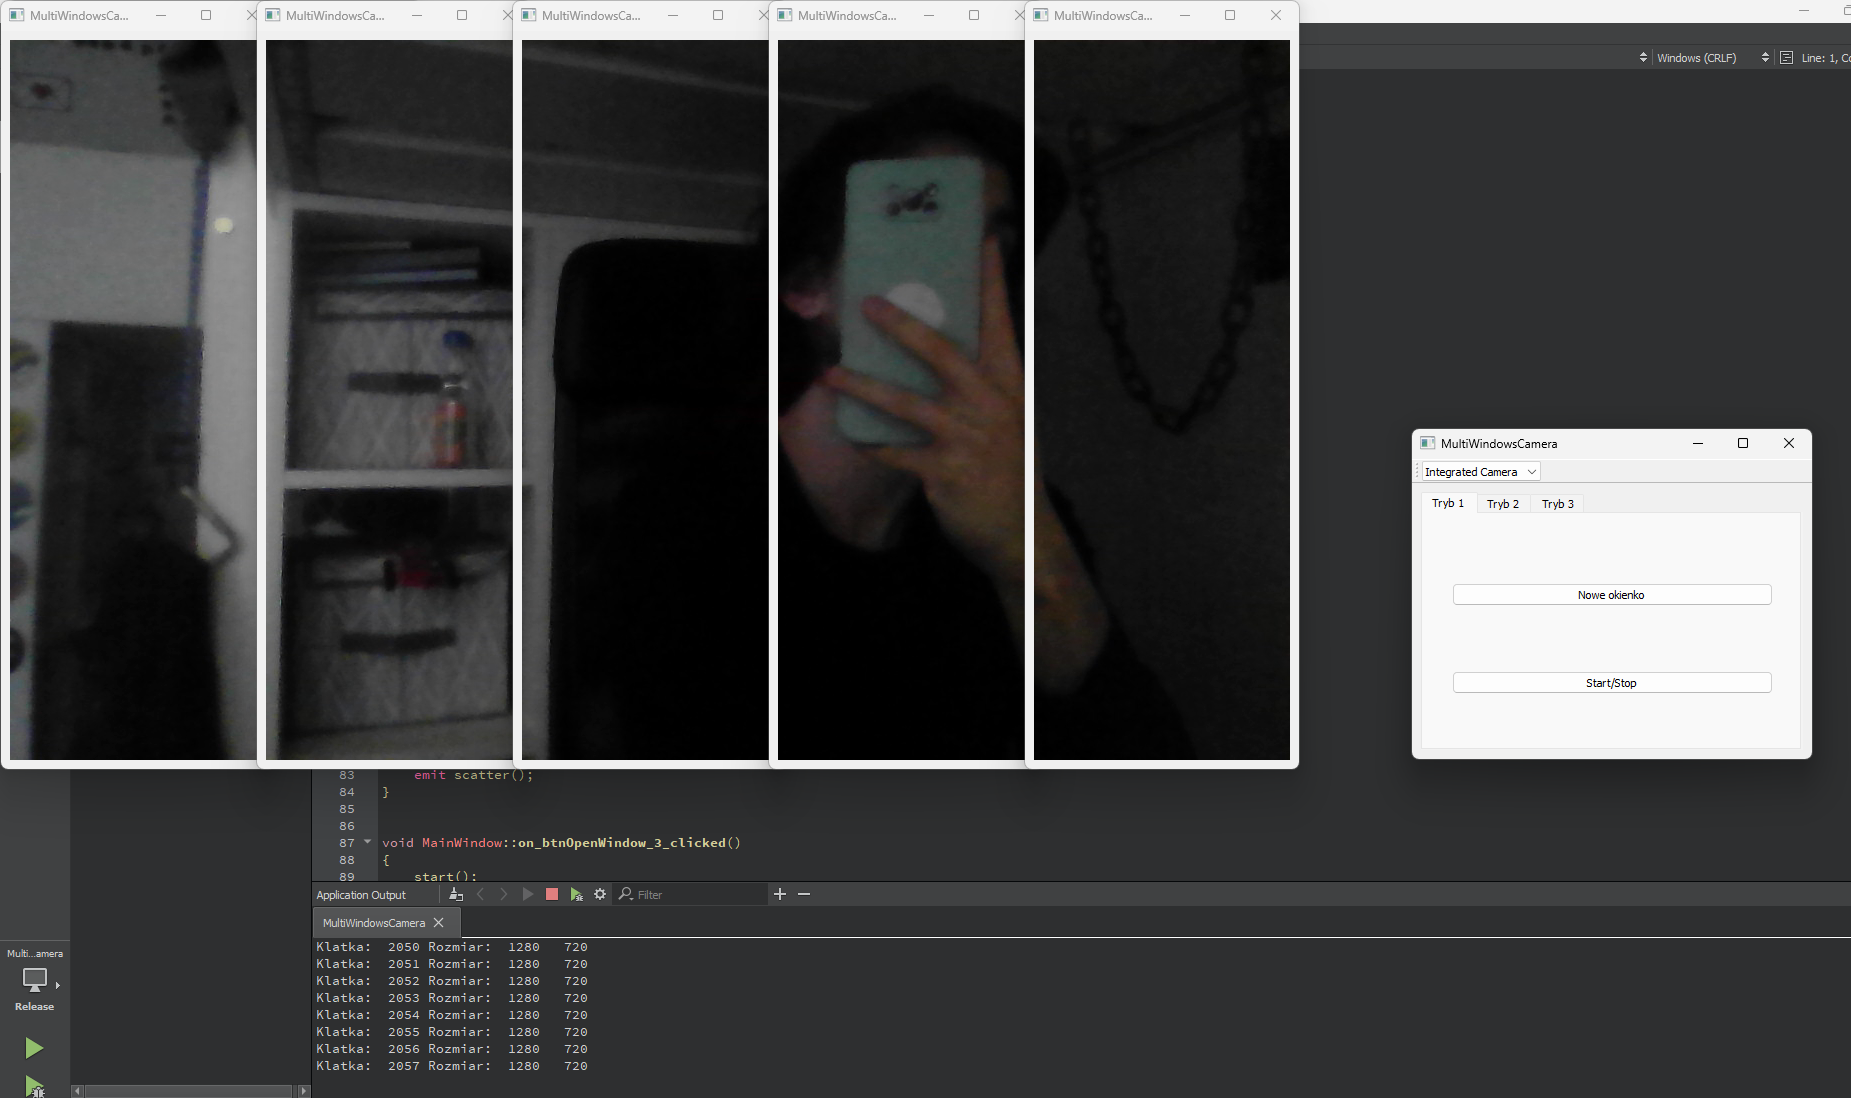 MultiWindowsCa...
MultiWindowsCa...
MultiWindowsCa...
MultiWindowsCa...
MultiWindowsCa...
Windows (CRLF)
Line: 1, Co
MultiWindowsCamera
Integrated Camera
Tryb 1
Tryb 2
Tryb 3
Nowe okienko
Start/Stop
83 emit scatter();
84 }
85
86
87 void MainWindow::on_btnOpenWindow_3_clicked()
88 {
89 start();
Application Output
Filter
MultiWindowsCamera
Klatka: 2050 Rozmiar: 1280 720
Klatka: 2051 Rozmiar: 1280 720
Klatka: 2052 Rozmiar: 1280 720
Klatka: 2053 Rozmiar: 1280 720
Klatka: 2054 Rozmiar: 1280 720
Klatka: 2055 Rozmiar: 1280 720
Klatka: 2056 Rozmiar: 1280 720
Klatka: 2057 Rozmiar: 1280 720
Multi...amera
Release